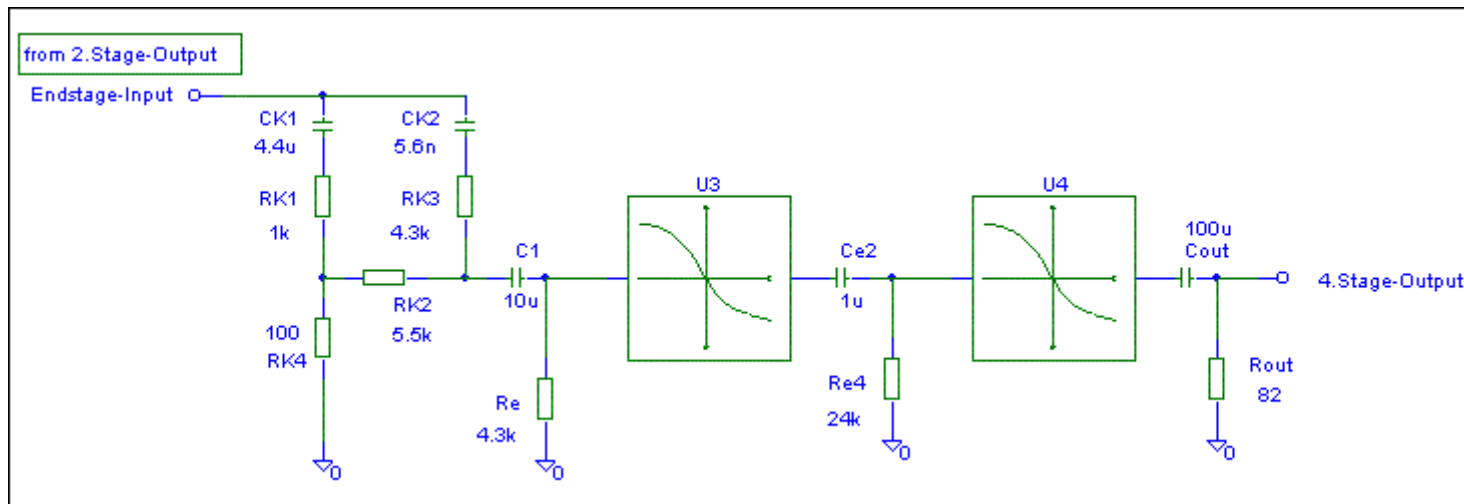 from 2.Stage-Output
Endstage-Input
CK1
4.4u
CK2
5.6n
RK1
1k
RK3
4.3k
U3
U4
C1
10u
Ce2
1u
100u
Cout
4.Stage-Output
RK2
5.5k
100
RK4
Re
4.3k
Re4
24k
Rout
82
0
0
0
0